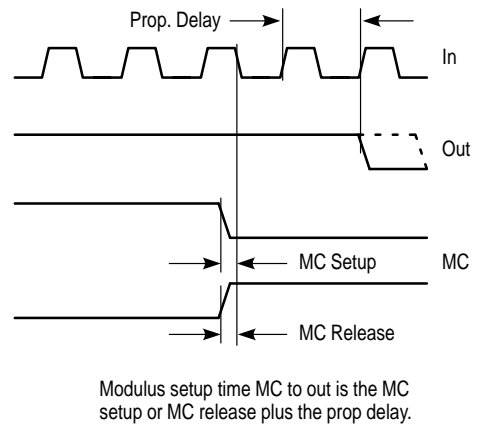 Prop. Delay
In
Out
MC Setup
MC
MC Release
Modulus setup time MC to out is the MC
setup or MC release plus the prop delay.